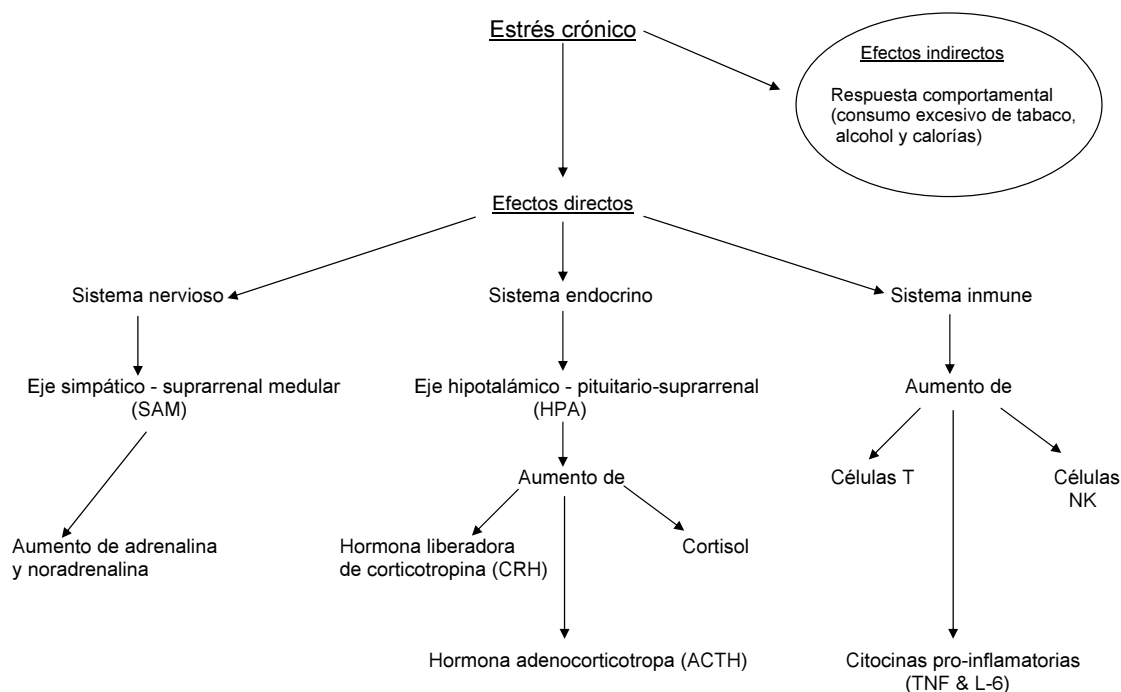 Estrés crónico
Efectos indirectos
Respuesta comportamental
(consumo excesivo de tabaco,
alcohol y calorías)
Efectos directos
Sistema nervioso
Sistema endocrino
Sistema inmune
Eje simpático - suprarrenal medular
(SAM)
Eje hipotalámico - pituitario-suprarrenal
(HPA)
Aumento de
Aumento de
Células T
Células
NK
Aumento de adrenalina
y noradrenalina
Hormona liberadora
de corticotropina (CRH)
Cortisol
Hormona adenocorticotropa (ACTH)
Citocinas pro-inflamatorias
(TNF & L-6)